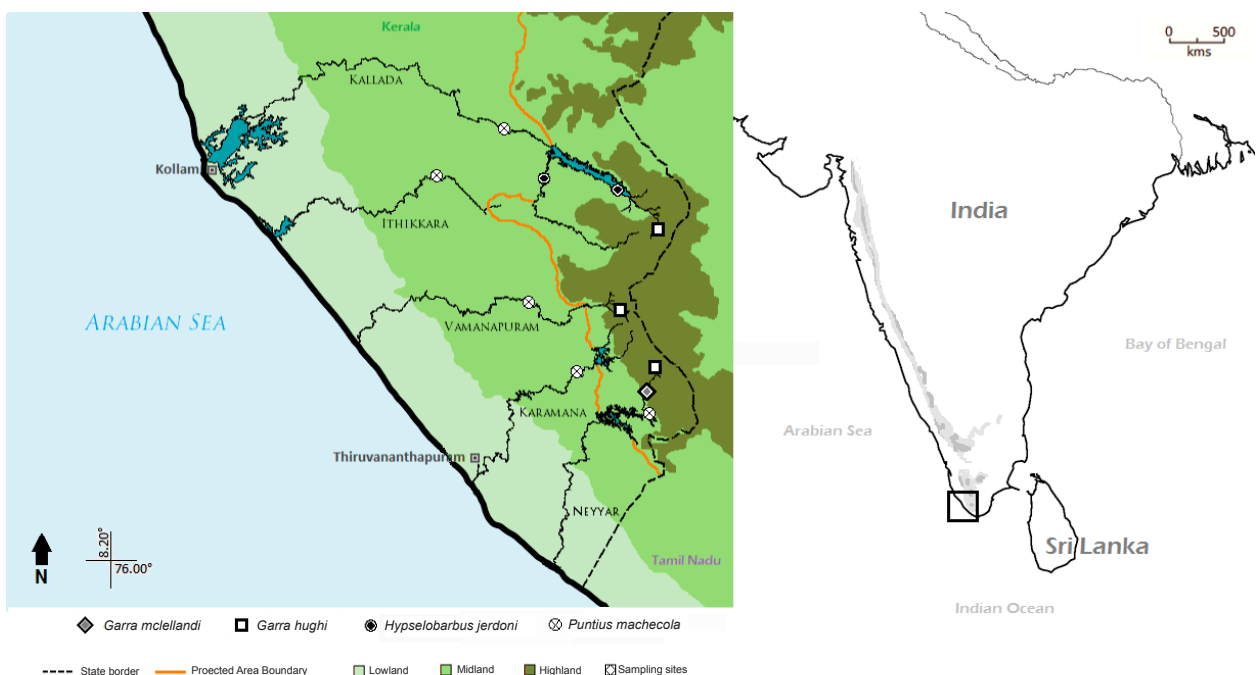 Kerala
KALLADA
Kollam
ITHIKKARA
ARABIAN SEA
VAMANAPURAM
KARAMANA
Thiruvananthapuram
NEYYAR
Tamil Nadu
N
8.20°
76.00°
0 500
kms
India
Bay of Bengal
Arabian Sea
Sri Lanka
Indian Ocean
Garra mclellandi Garra hughi Hypselobarbus jerdoni Puntius machecola
State border Projected Area Boundary Lowland Midland Highland Sampling sites